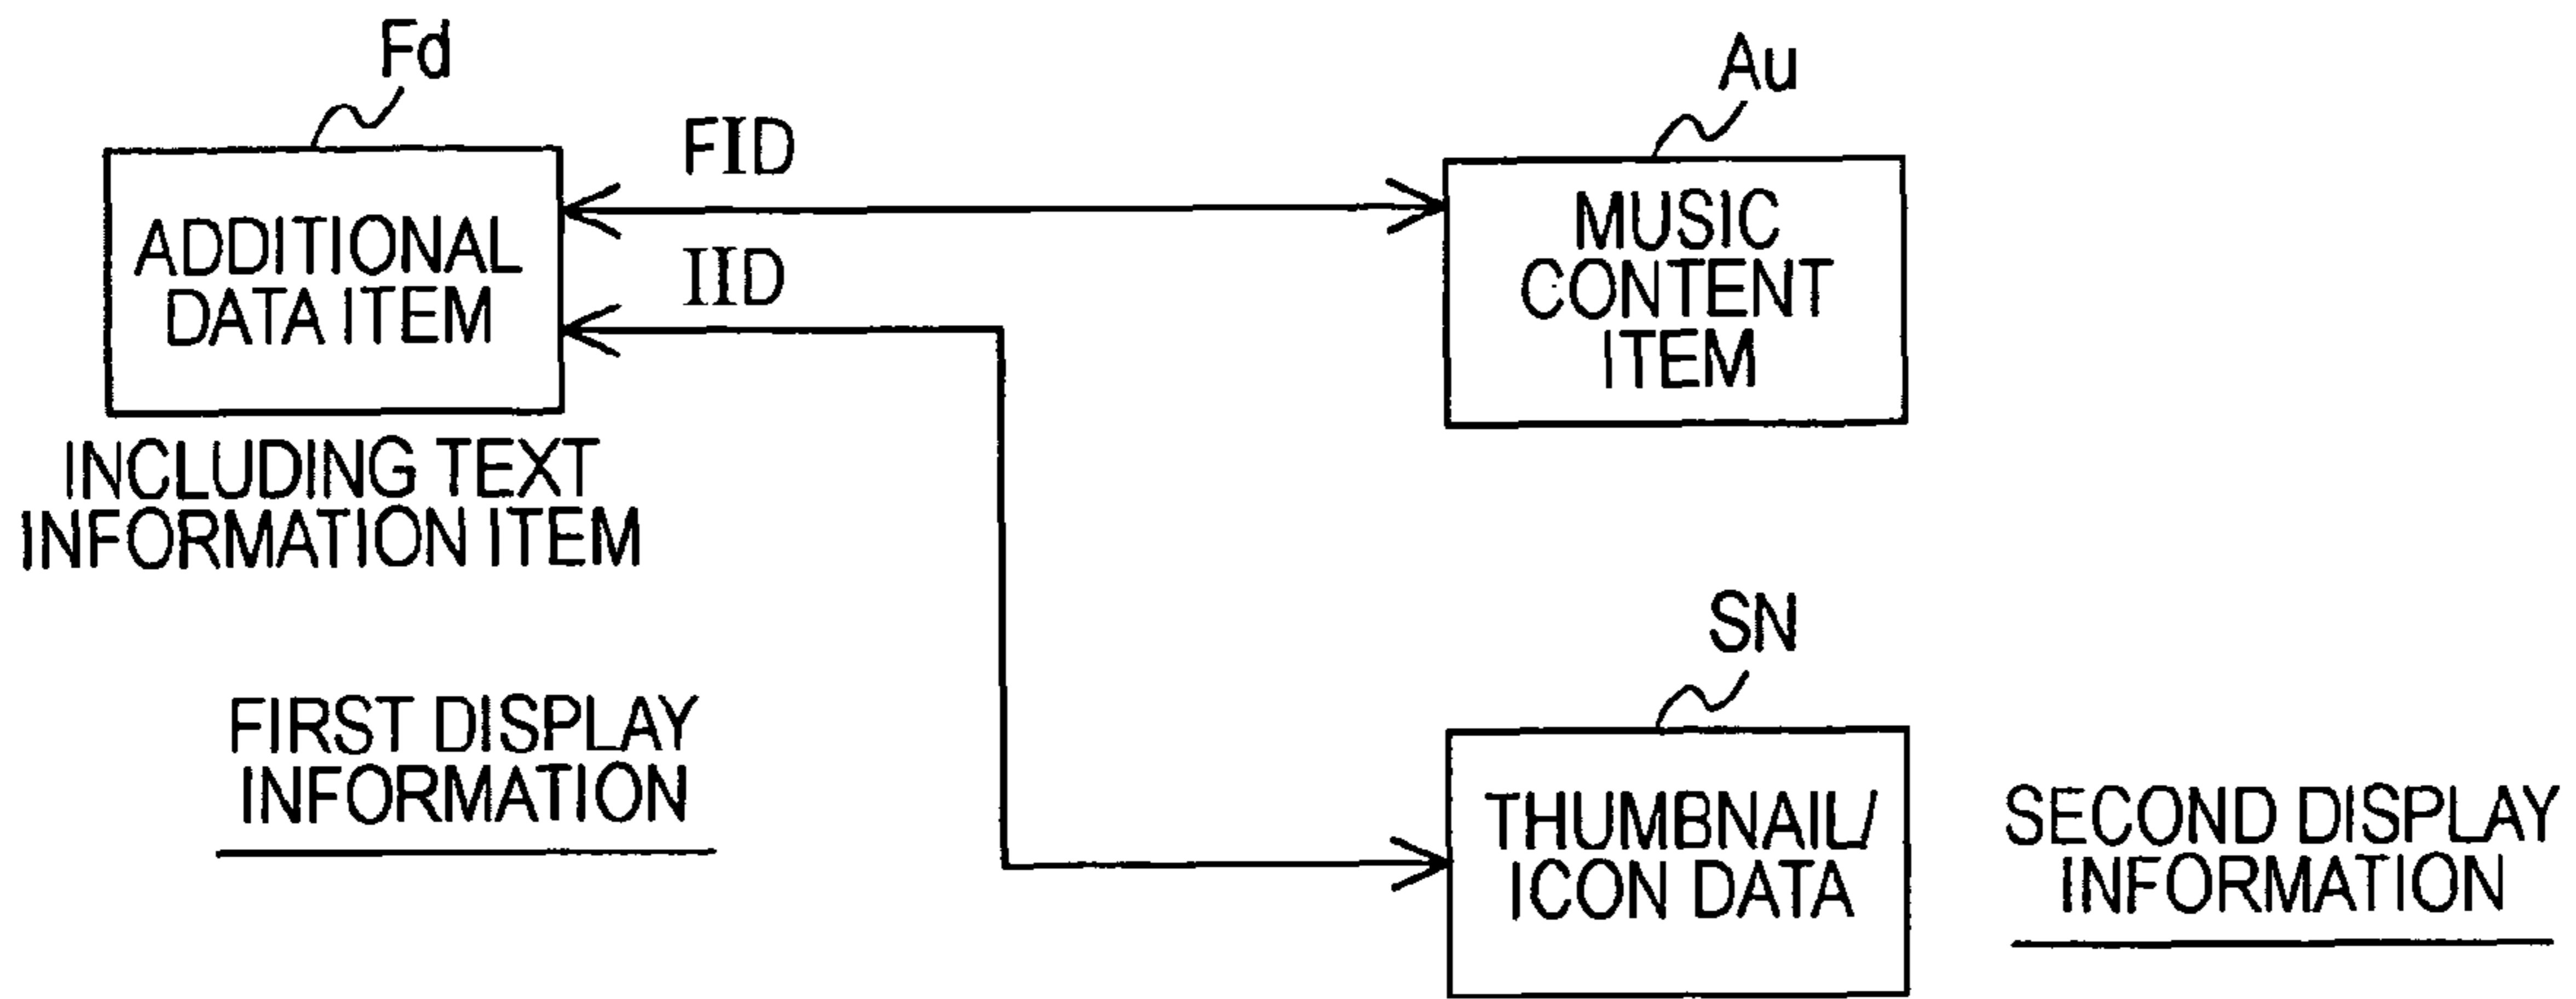 Fd
Au
FID
ADDITIONAL
DATA ITEM
MUSIC
CONTENT
ITEM
IID
INCLUDING TEXT
INFORMATION ITEM
SN
FIRST DISPLAY
INFORMATION
THUMBNAIL/
ICON DATA
SECOND DISPLAY
INFORMATION